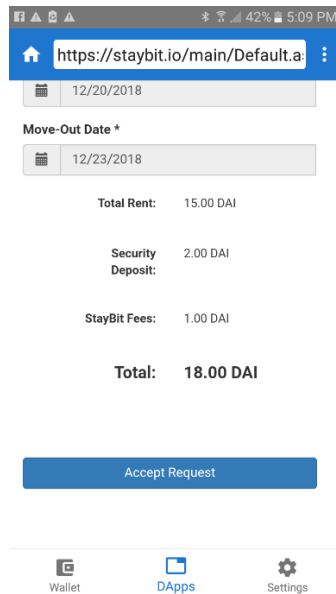 42% 5:09 PM
https://staybit.io/main/Default.a
12/20/2018
Move-Out Date *
12/23/2018
Total Rent: 15.00 DAI
Security
Deposit: 2.00 DAI
StayBit Fees: 1.00 DAI
Total: 18.00 DAI
Accept Request
Wallet DApps Settings